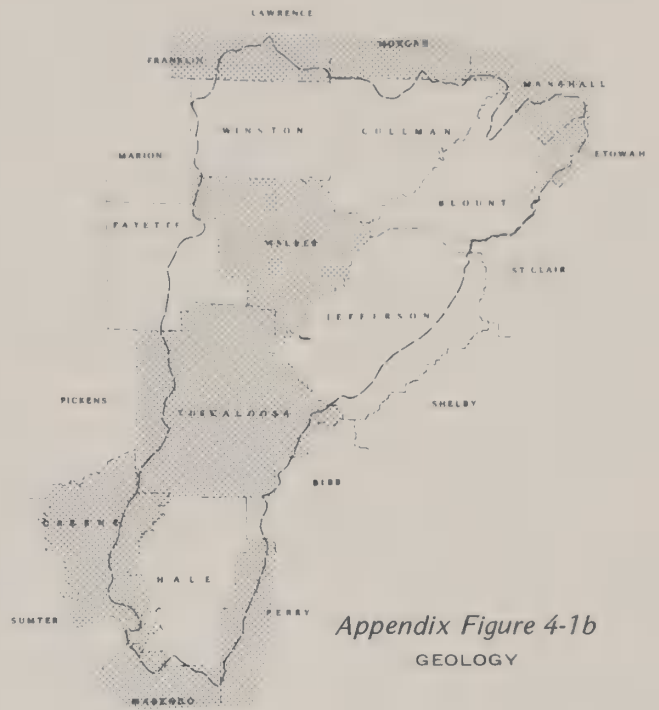 LAWRENCE
MORGAN
FRANKLIN
MARSHALL
WINSTON
CULLMAN
ETOWAH
MARION
BLOUNT
FAYETTE
WALKER
ST CLAIR
JEFFERSON
PICKENS
SHELBY
TUSKALOOSA
BIBB
GREENE
HALE
PERRY
SUMTER
Appendix Figure 4-1b
GEOLOGY
MARENGO